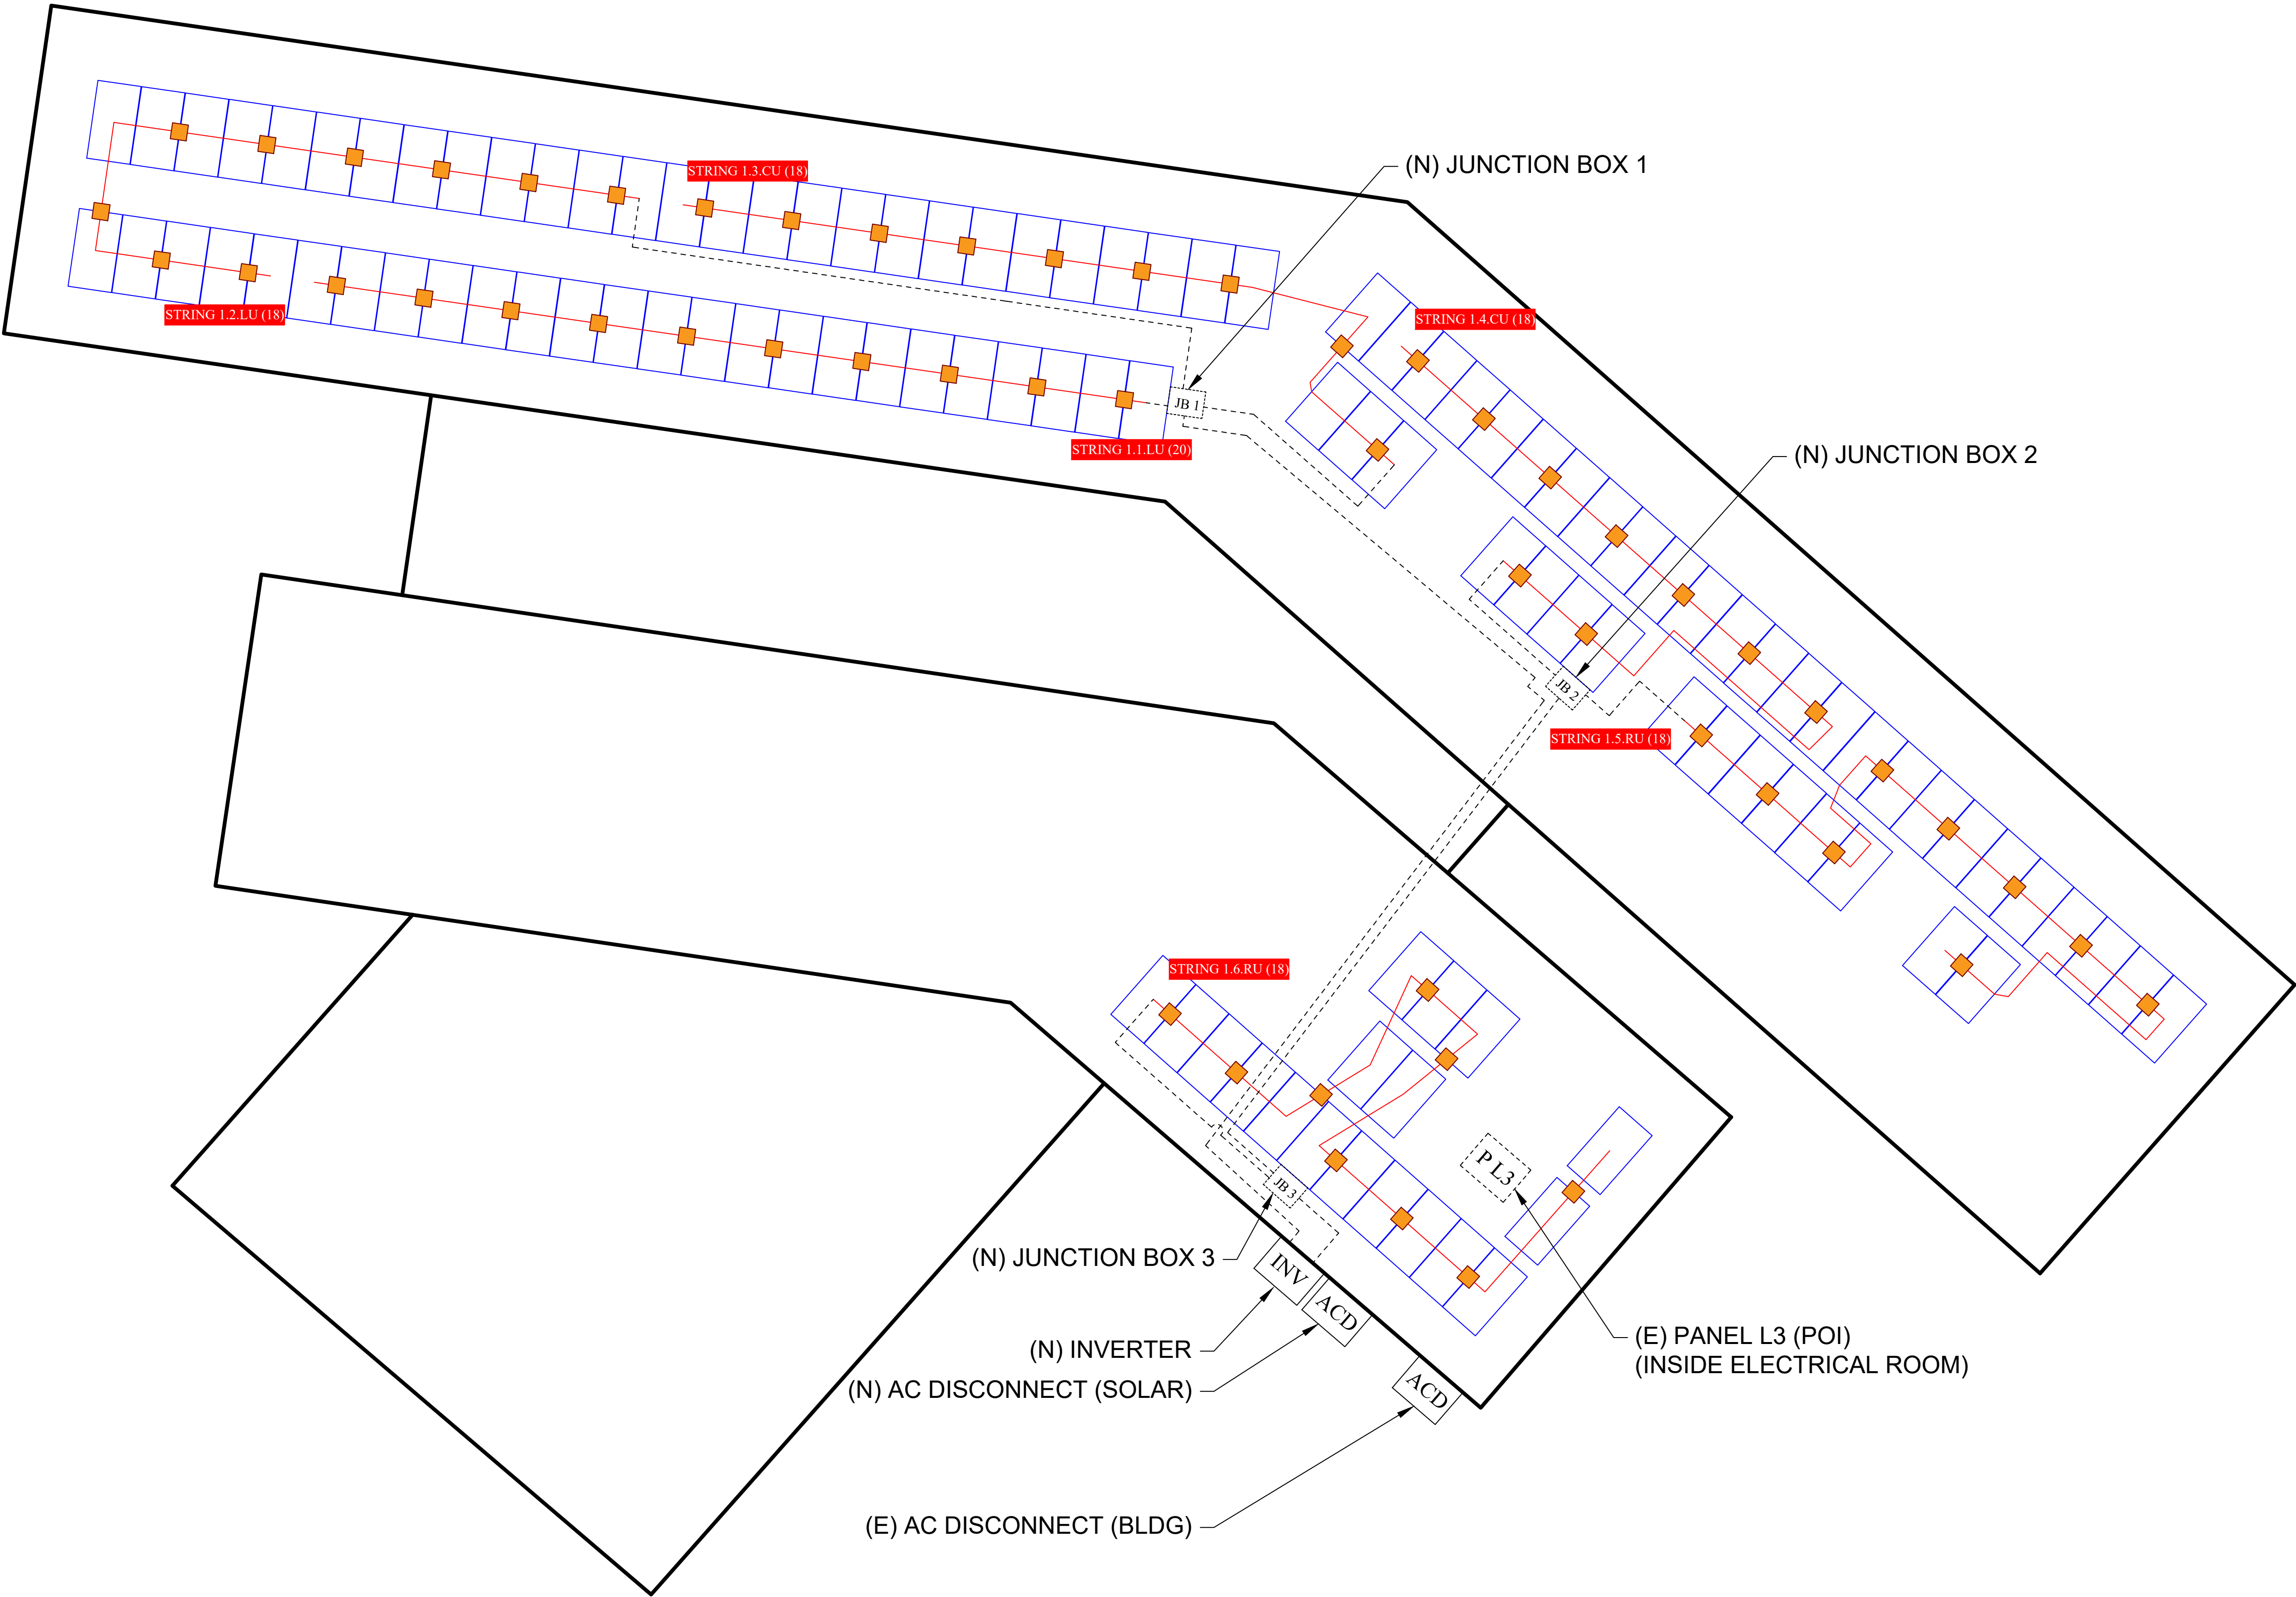 (N) JUNCTION BOX 1
STRING 1.3.CU (18)
STRING 1.2.LU (18)
STRING 1.4.CU (18)
JB 1
STRING 1.1.LU (20)
(N) JUNCTION BOX 2
JB 2
STRING 1.5.RU (18)
STRING 1.6.RU (18)
P L3
JB 3
(N) JUNCTION BOX 3
INV
ACD
(N) INVERTER
(N) AC DISCONNECT (SOLAR)
(E) PANEL L3 (POI)
(INSIDE ELECTRICAL ROOM)
ACD
(E) AC DISCONNECT (BLDG)